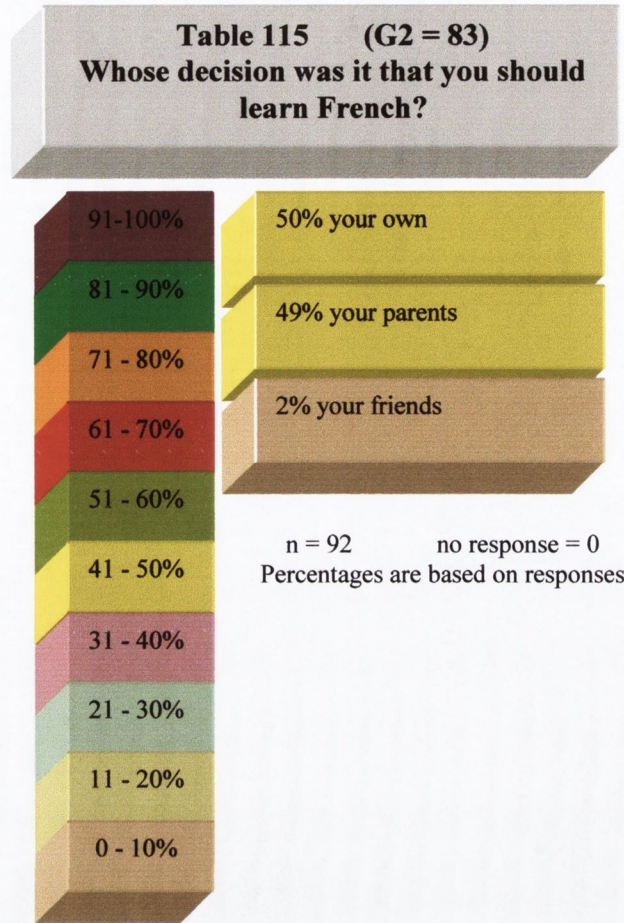 Table 115 (G2 = 83)
Whose decision was it that you should
learn French?
91-100%
81 - 90%
71 - 80%
61 - 70%
51 - 60%
41 - 50%
31 - 40%
21 - 30%
11 - 20%
0 - 10%
50% your own
49% your parents
2% your friends
n = 92 no response = 0
Percentages are based on responses